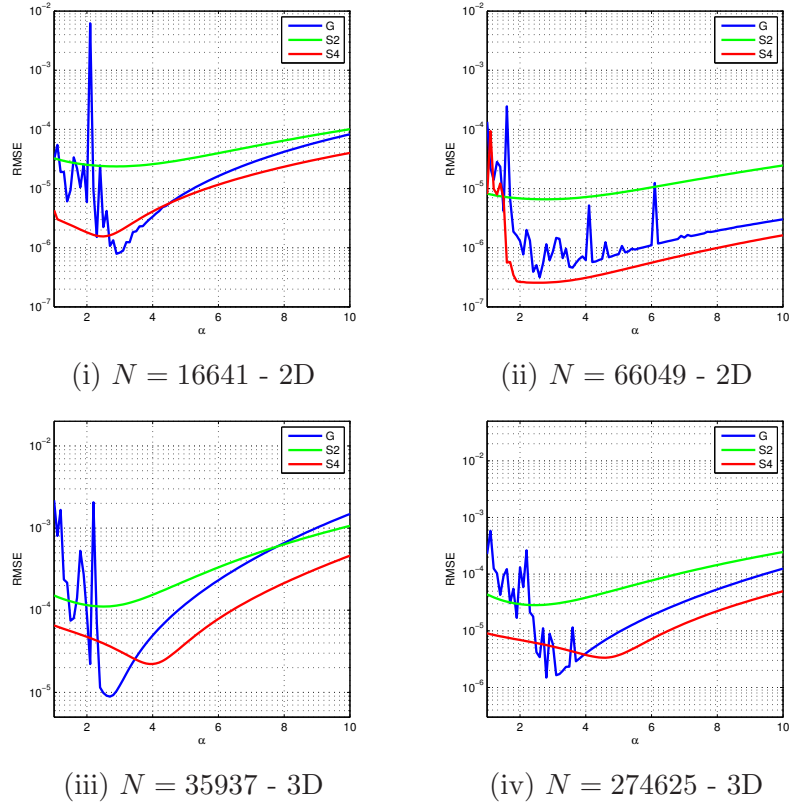 10⁻²
10⁻³
10⁻⁴
10⁻⁵
10⁻⁶
10⁻⁷
RMSE
G
S2
S4
2 4 6 8 10
α
(i) N = 16641 - 2D
10⁻²
10⁻³
10⁻⁴
10⁻⁵
10⁻⁶
10⁻⁷
RMSE
G
S2
S4
2 4 6 8 10
α
(ii) N = 66049 - 2D
10⁻²
10⁻³
10⁻⁴
10⁻⁵
RMSE
G
S2
S4
2 4 6 8 10
α
(iii) N = 35937 - 3D
10⁻²
10⁻³
10⁻⁴
10⁻⁵
10⁻⁶
RMSE
G
S2
S4
2 4 6 8 10
α
(iv) N = 274625 - 3D